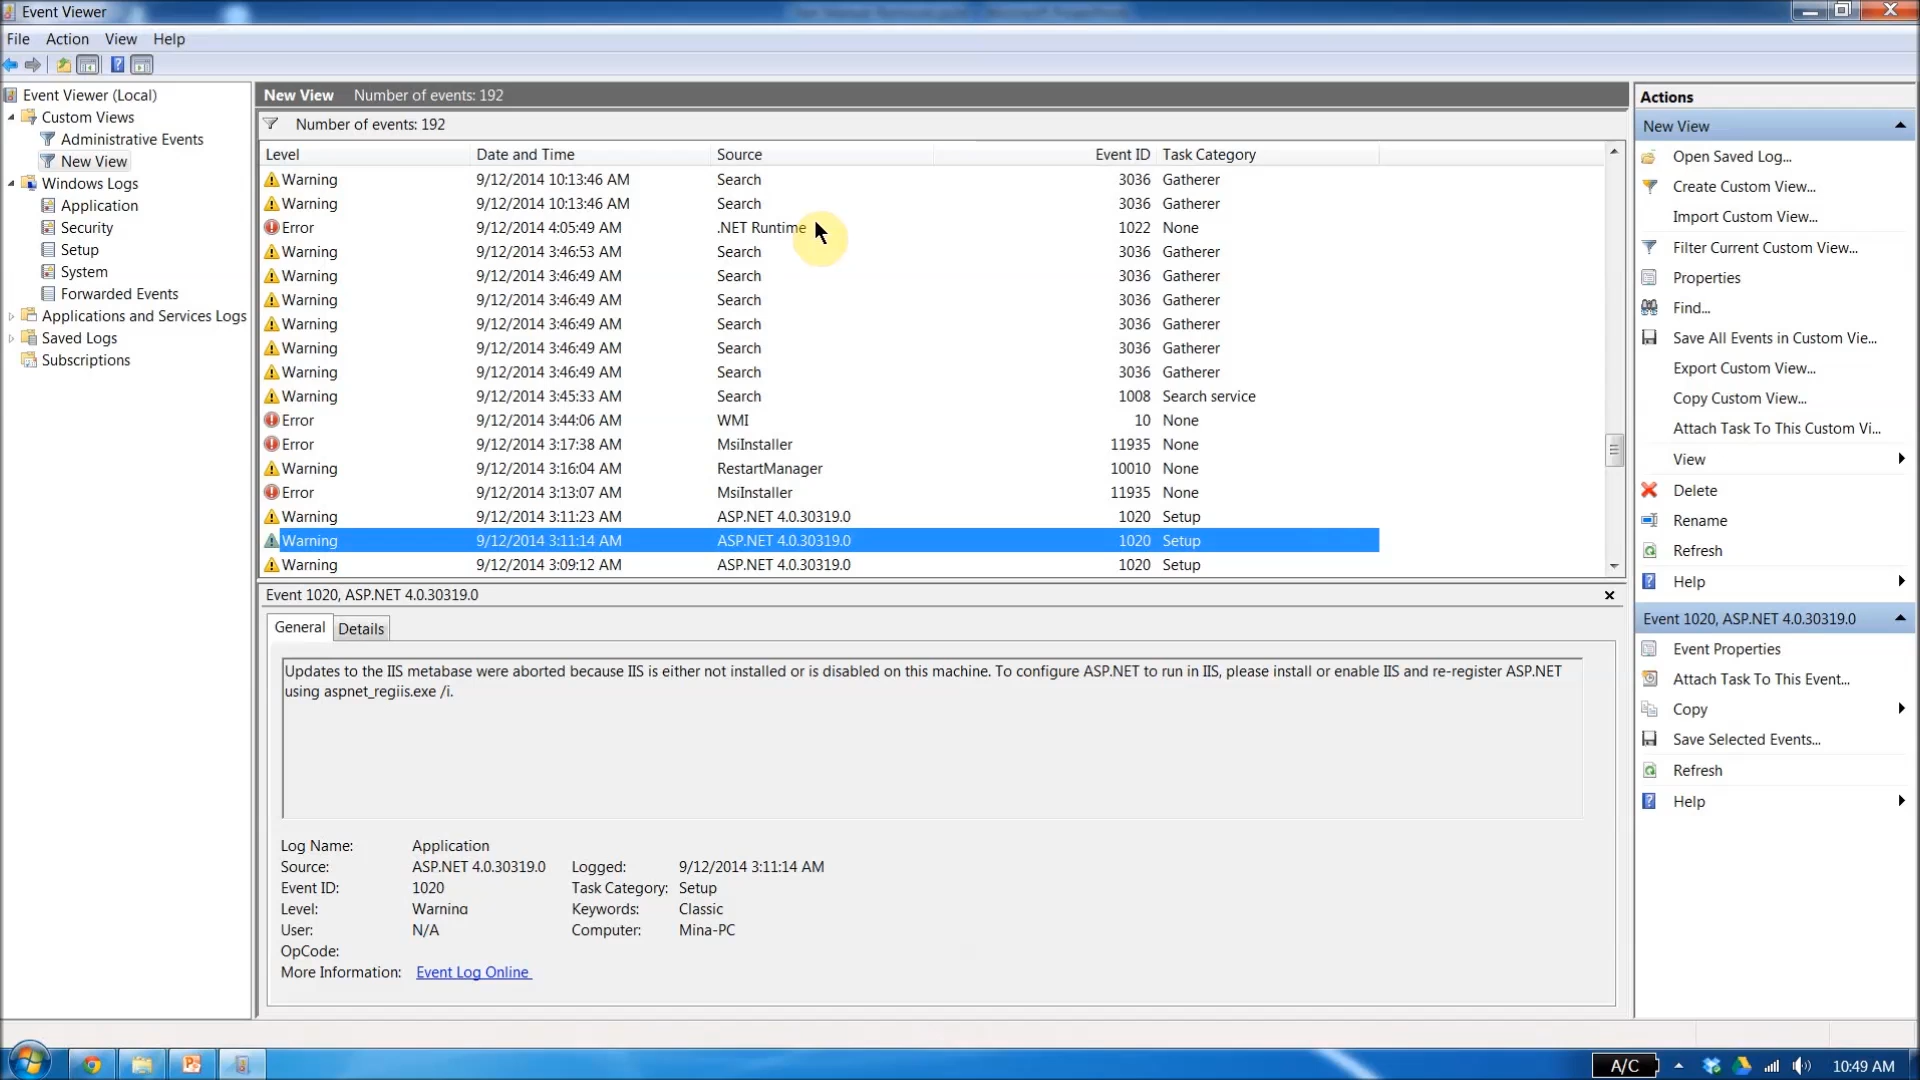 Event Viewer
File Action View Help
Event Viewer (Local)
Custom Views
Administrative Events
New View
Windows Logs
Application
Security
Setup
System
Forwarded Events
Applications and Services Logs
Saved Logs
Subscriptions
New View Number of events: 192
Number of events: 192
Level Date and Time Source Event ID Task Category
Warning 9/12/2014 10:13:46 AM Search 3036 Gatherer
Warning 9/12/2014 10:13:46 AM Search 3036 Gatherer
Error 9/12/2014 4:05:49 AM .NET Runtime 1022 None
Warning 9/12/2014 3:46:53 AM Search 3036 Gatherer
Warning 9/12/2014 3:46:49 AM Search 3036 Gatherer
Warning 9/12/2014 3:46:49 AM Search 3036 Gatherer
Warning 9/12/2014 3:46:49 AM Search 3036 Gatherer
Warning 9/12/2014 3:46:49 AM Search 3036 Gatherer
Warning 9/12/2014 3:46:49 AM Search 3036 Gatherer
Warning 9/12/2014 3:45:33 AM Search 1008 Search service
Error 9/12/2014 3:44:06 AM WMI 10 None
Error 9/12/2014 3:17:38 AM MsiInstaller 11935 None
Warning 9/12/2014 3:16:04 AM RestartManager 10010 None
Error 9/12/2014 3:13:07 AM MsiInstaller 11935 None
Warning 9/12/2014 3:11:23 AM ASP.NET 4.0.30319.0 1020 Setup
Warning 9/12/2014 3:11:14 AM ASP.NET 4.0.30319.0 1020 Setup
Warning 9/12/2014 3:09:12 AM ASP.NET 4.0.30319.0 1020 Setup
Event 1020, ASP.NET 4.0.30319.0
General Details
Updates to the IIS metabase were aborted because IIS is either not installed or is disabled on this machine. To configure ASP.NET to run in IIS, please install or enable IIS and re-register ASP.NET
using aspnet_regiis.exe /i.
Log Name: Application
Source: ASP.NET 4.0.30319.0 Logged: 9/12/2014 3:11:14 AM
Event ID: 1020 Task Category: Setup
Level: Warning Keywords: Classic
User: N/A Computer: Mina-PC
OpCode:
More Information: Event Log Online
Actions
New View
Open Saved Log...
Create Custom View...
Import Custom View...
Filter Current Custom View...
Properties
Find...
Save All Events in Custom Vie...
Export Custom View...
Copy Custom View...
Attach Task To This Custom Vi...
View
Delete
Rename
Refresh
Help
Event 1020, ASP.NET 4.0.30319.0
Event Properties
Attach Task To This Event...
Copy
Save Selected Events...
Refresh
Help
A/C 10:49 AM